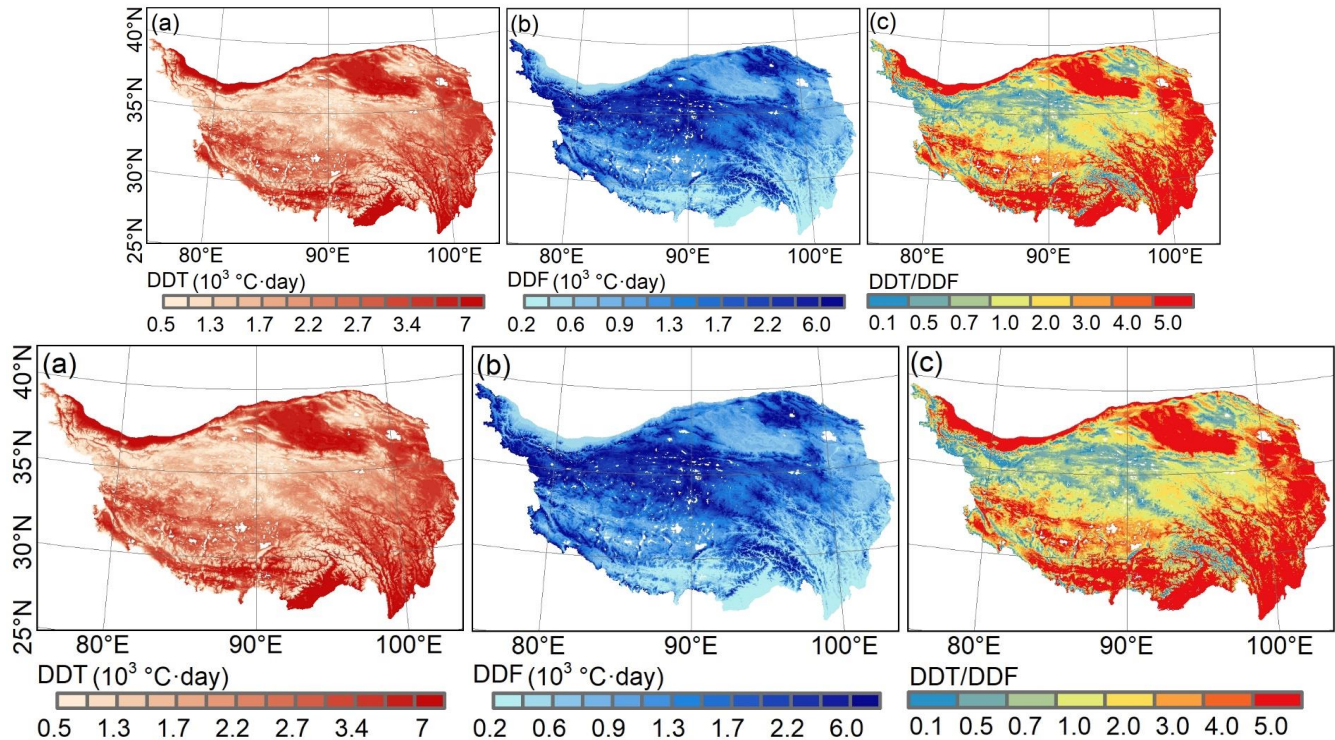 (a) (b) (c)
40°N
35°N
30°N
25°N
80°E 90°E 100°E 80°E 90°E 100°E 80°E 90°E 100°E
DDT (10³ °C·day) DDF (10³ °C·day) DDT/DDF
0.5 1.3 1.7 2.2 2.7 3.4 7 0.2 0.6 0.9 1.3 1.7 2.2 6.0 0.1 0.5 0.7 1.0 2.0 3.0 4.0 5.0
(a) (b) (c)
40°N
35°N
30°N
25°N
80°E 90°E 100°E 80°E 90°E 100°E 80°E 90°E 100°E
DDT (10³ °C·day) DDF (10³ °C·day) DDT/DDF
0.5 1.3 1.7 2.2 2.7 3.4 7 0.2 0.6 0.9 1.3 1.7 2.2 6.0 0.1 0.5 0.7 1.0 2.0 3.0 4.0 5.0